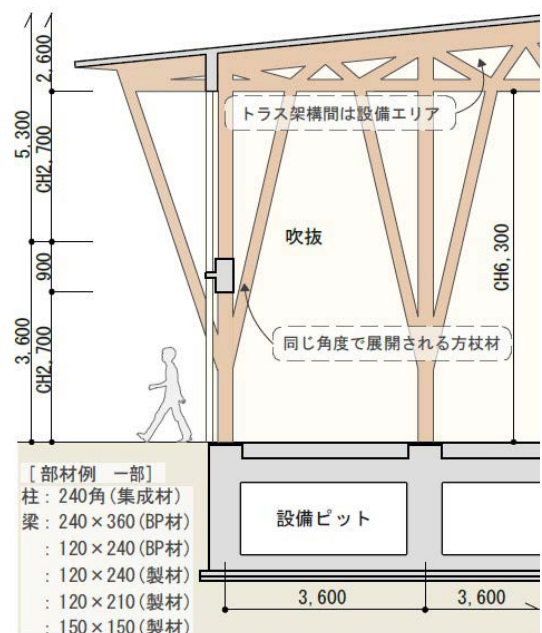 2,600
5,300
CH2,700
900
3,600
CH2,700
トラス架構間は設備エリア
吹抜
CH6,300
同じ角度で展開される方杖材
[部材例 一部]
柱:240角(集成材)
梁:240×360(BP材)
:120×240(BP材)
:120×240(製材)
:120×210(製材)
:150×150(製材)
設備ピット
3,600
3,600